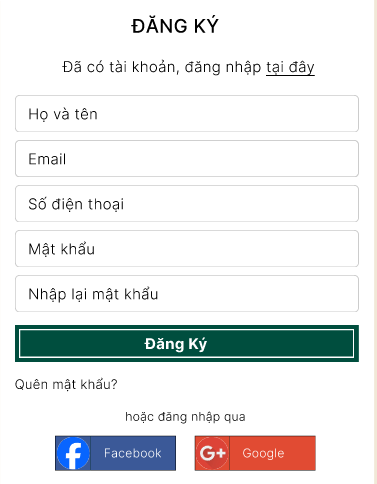 ĐĂNG KÝ
Đã có tài khoản, đăng nhập tại đây
Họ và tên
Email
Số điện thoại
Mật khẩu
Nhập lại mật khẩu
Đăng Ký
Quên mật khẩu?
hoặc đăng nhập qua
f Facebook
G+ Google